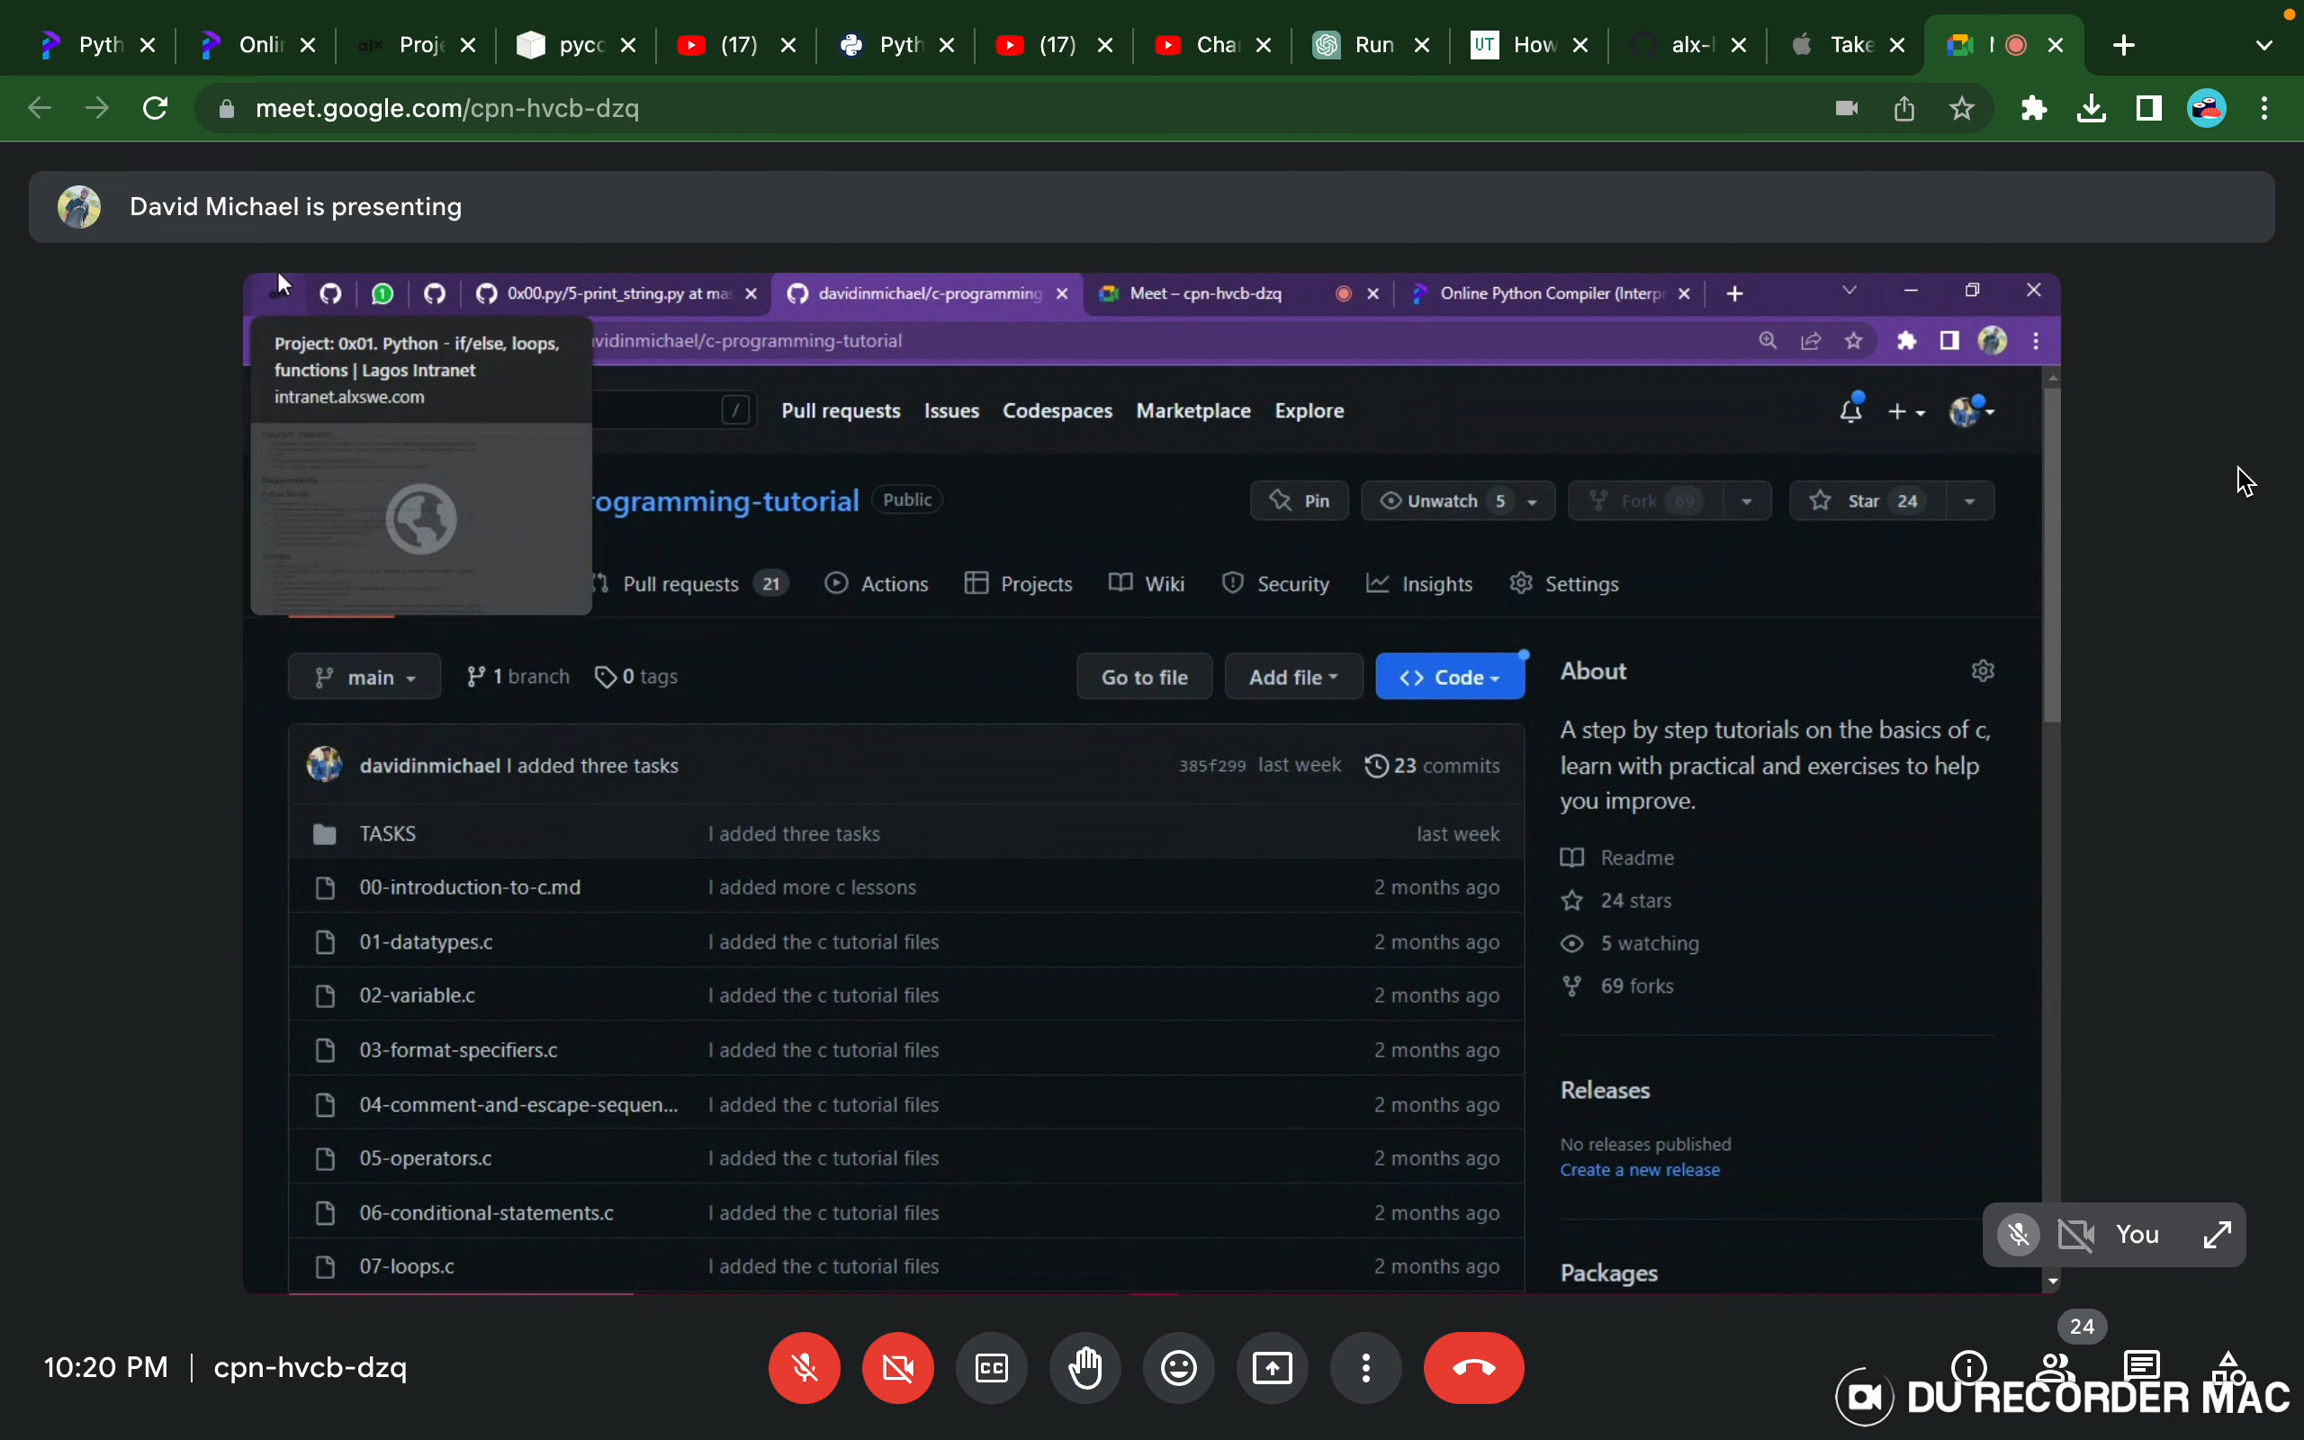 Pyth
Onli
alx
Proje
pyco
(17)
Pyth
(17)
Cha
Run
UT
How
alx-l
Take
meet.google.com/cpn-hvcb-dzq
David Michael is presenting
1
0x00.py/5-print_string.py at mas
davidinmichael/c-programming
Meet – cpn-hvcb-dzq
Online Python Compiler (Interp
Project: 0x01. Python - if/else, loops,
functions | Lagos Intranet
intranet.alxswe.com
vidinmichael/c-programming-tutorial
/
Pull requests
Issues
Codespaces
Marketplace
Explore
rogramming-tutorial
Public
Pin
Unwatch 5
Fork 69
Star 24
Pull requests 21
Actions
Projects
Wiki
Security
Insights
Settings
main
1 branch
0 tags
Go to file
Add file
<> Code
About
A step by step tutorials on the basics of c,
learn with practical and exercises to help
you improve.
Readme
24 stars
5 watching
69 forks
Releases
No releases published
Create a new release
Packages
davidinmichael I added three tasks
385f299 last week
23 commits
TASKS I added three tasks last week
00-introduction-to-c.md I added more c lessons 2 months ago
01-datatypes.c I added the c tutorial files 2 months ago
02-variable.c I added the c tutorial files 2 months ago
03-format-specifiers.c I added the c tutorial files 2 months ago
04-comment-and-escape-sequen... I added the c tutorial files 2 months ago
05-operators.c I added the c tutorial files 2 months ago
06-conditional-statements.c I added the c tutorial files 2 months ago
07-loops.c I added the c tutorial files 2 months ago
You
10:20 PM | cpn-hvcb-dzq
CC
24
DU RECORDER MAC